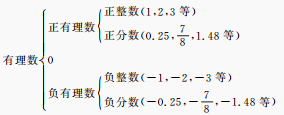 正整数(1,2,3 等)
正有理数
正分数(0.25,7/8,1.48 等)
有理数 0
负整数(-1,-2,-3 等)
负有理数
负分数(-0.25,-7/8,-1.48 等)